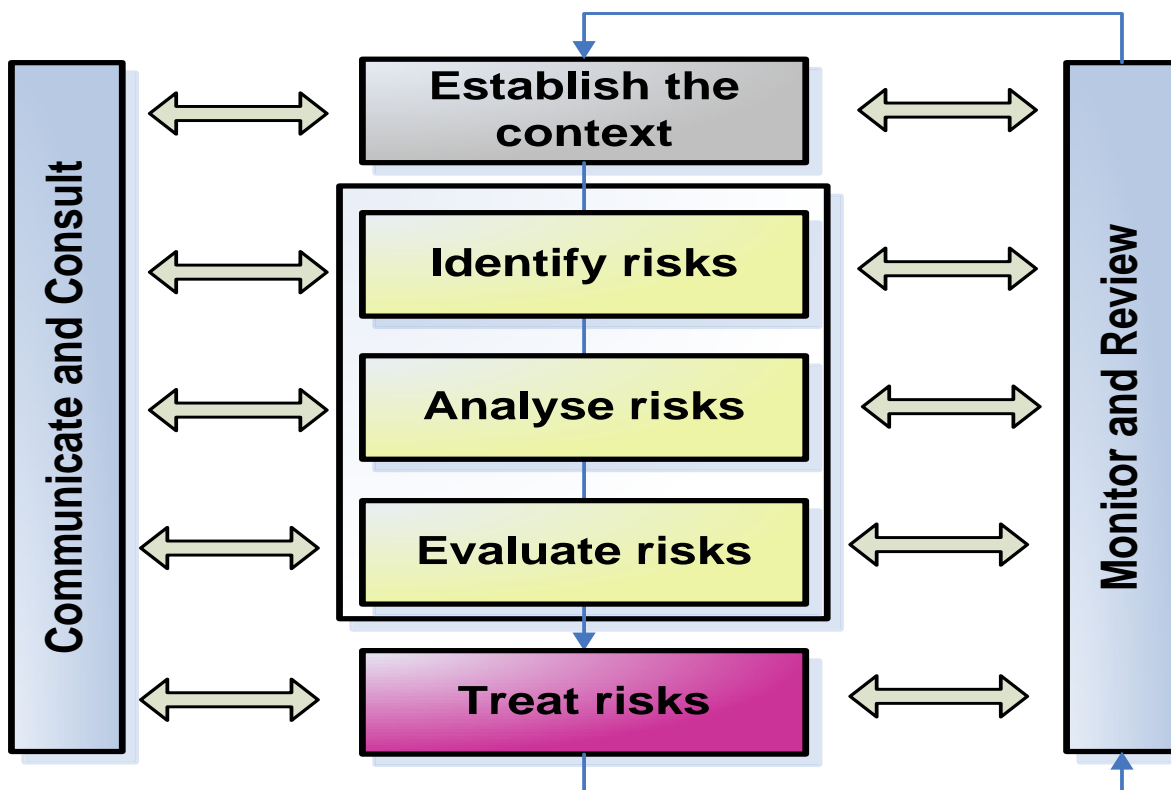 Communicate and Consult
Establish the
context
Identify risks
Analyse risks
Evaluate risks
Treat risks
Monitor and Review